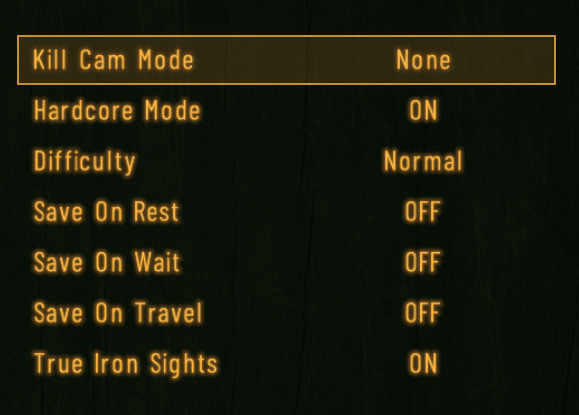 Kill Cam Mode None
Hardcore Mode ON
Difficulty Normal
Save On Rest OFF
Save On Wait OFF
Save On Travel OFF
True Iron Sights ON